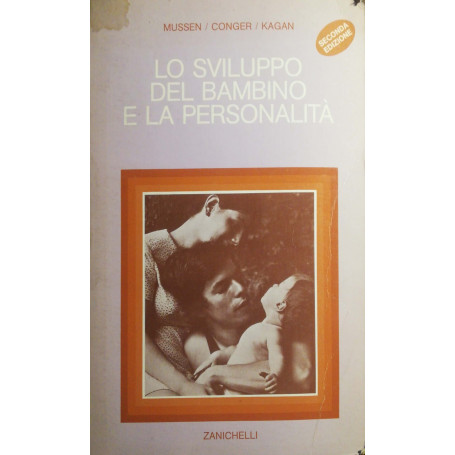 MUSSEN / CONGER / KAGAN
SECONDA
EDIZIONE
LO SVILUPPO
DEL BAMBINO
E LA PERSONALITÀ
ZANICHELLI